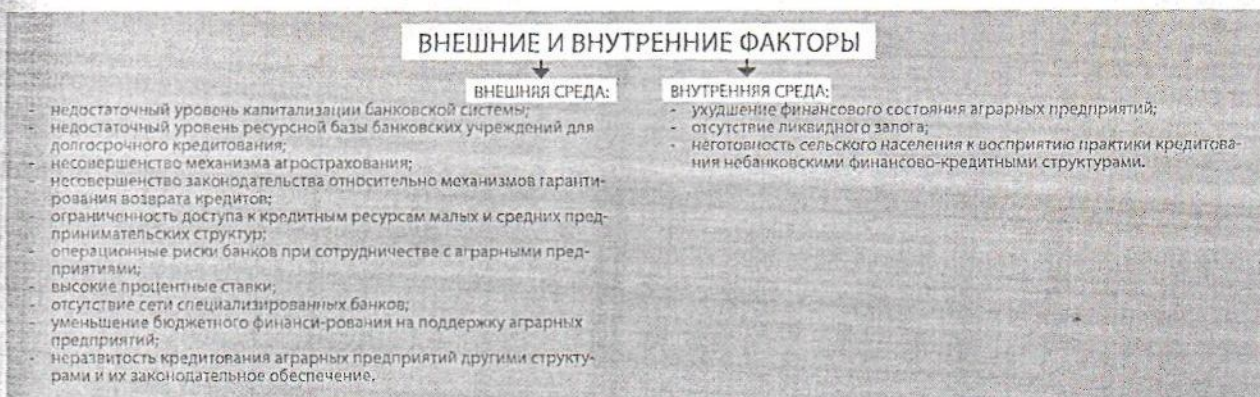 ВНЕШНИЕ И ВНУТРЕННИЕ ФАКТОРЫ
ВНЕШНЯЯ СРЕДА:
- недостаточный уровень капитализации банковской системы;
- недостаточный уровень ресурсной базы банковских учреждений для
долгосрочного кредитования;
- несовершенство механизма агрострахования;
- несовершенство законодательства относительно механизмов гаранти-
рования возврата кредитов;
- ограниченность доступа к кредитным ресурсам малых и средних пред-
принимательских структур;
- операционные риски банков при сотрудничестве с аграрными пред-
приятиями;
- высокие процентные ставки;
- отсутствие сети специализированных банков;
- уменьшение бюджетного финанси-рования на поддержку аграрных
предприятий;
- неразвитость кредитования аграрных предприятий другими структу-
рами и их законодательное обеспечение.
ВНУТРЕННЯЯ СРЕДА:
- ухудшение финансового состояния аграрных предприятий;
- отсутствие ликвидного залога;
- неготовность сельского населения к восприятию практики кредитова-
ния небанковскими финансово-кредитными структурами.